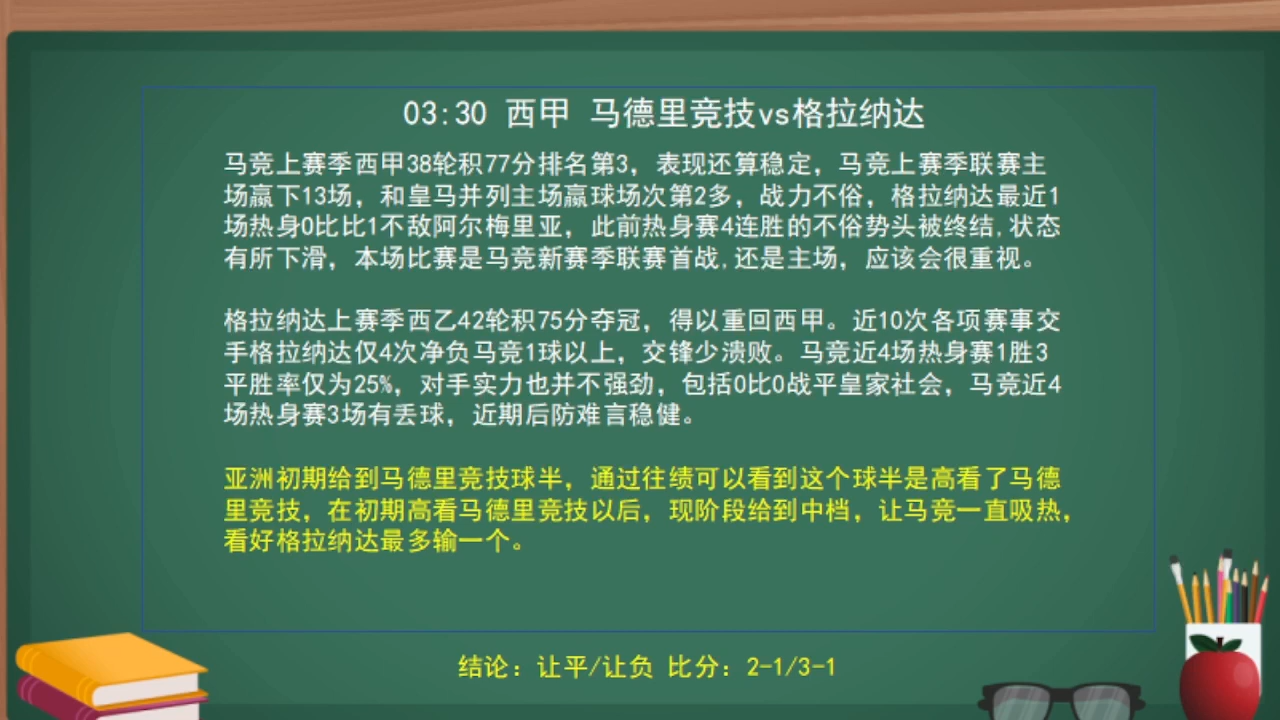 03:30 西甲 马德里竞技vs格拉纳达
马竞上赛季西甲38轮积77分排名第3，表现还算稳定，马竞上赛季联赛主
场赢下13场，和皇马并列主场赢球场次第2多，战力不俗，格拉纳达最近1
场热身0比比1不敌阿尔梅里亚，此前热身赛4连胜的不俗势头被终结,状态
有所下滑，本场比赛是马竞新赛季联赛首战,还是主场，应该会很重视。
格拉纳达上赛季西乙42轮积75分夺冠，得以重回西甲。近10次各项赛事交
手格拉纳达仅4次净负马竞1球以上，交锋少溃败。马竞近4场热身赛1胜3
平胜率仅为25%，对手实力也并不强劲，包括0比0战平皇家社会，马竞近4
场热身赛3场有丢球，近期后防难言稳健。
亚洲初期给到马德里竞技球半，通过往绩可以看到这个球半是高看了马德
里竞技，在初期高看马德里竞技以后，现阶段给到中档，让马竞一直吸热，
看好格拉纳达最多输一个。
结论：让平/让负 比分：2-1/3-1